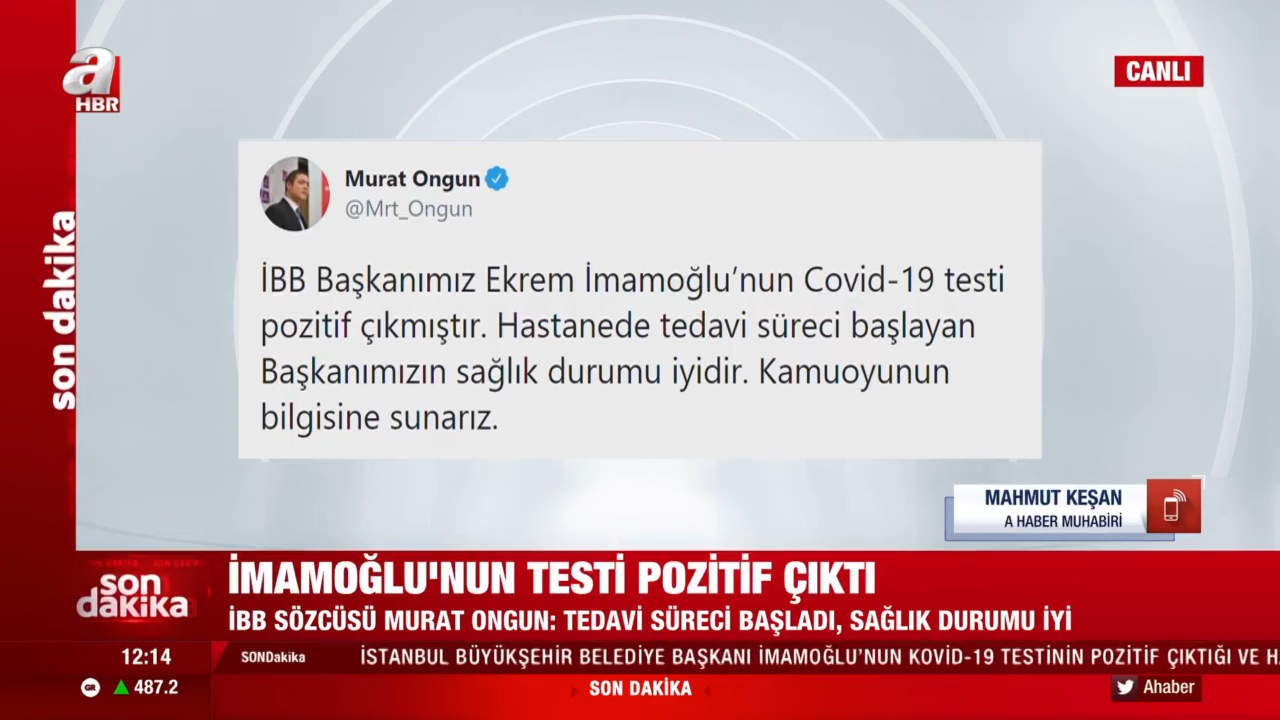 a
HBR
CANLI
son dakika
Murat Ongun
@Mrt_Ongun
İBB Başkanımız Ekrem İmamoğlu’nun Covid-19 testi
pozitif çıkmıştır. Hastanede tedavi süreci başlayan
Başkanımızın sağlık durumu iyidir. Kamuoyunun
bilgisine sunarız.
MAHMUT KEŞAN
A HABER MUHABİRİ
son
dakika
İMAMOĞLU'NUN TESTİ POZİTİF ÇIKTI
İBB SÖZCÜSÜ MURAT ONGUN: TEDAVİ SÜRECİ BAŞLADI, SAĞLIK DURUMU İYİ
12:14
SONDakika
İSTANBUL BÜYÜKŞEHİR BELEDİYE BAŞKANI İMAMOĞLU’NUN KOVİD-19 TESTİNİN POZİTİF ÇIKTIĞI VE
GR 487.2
SON DAKİKA
Ahaber